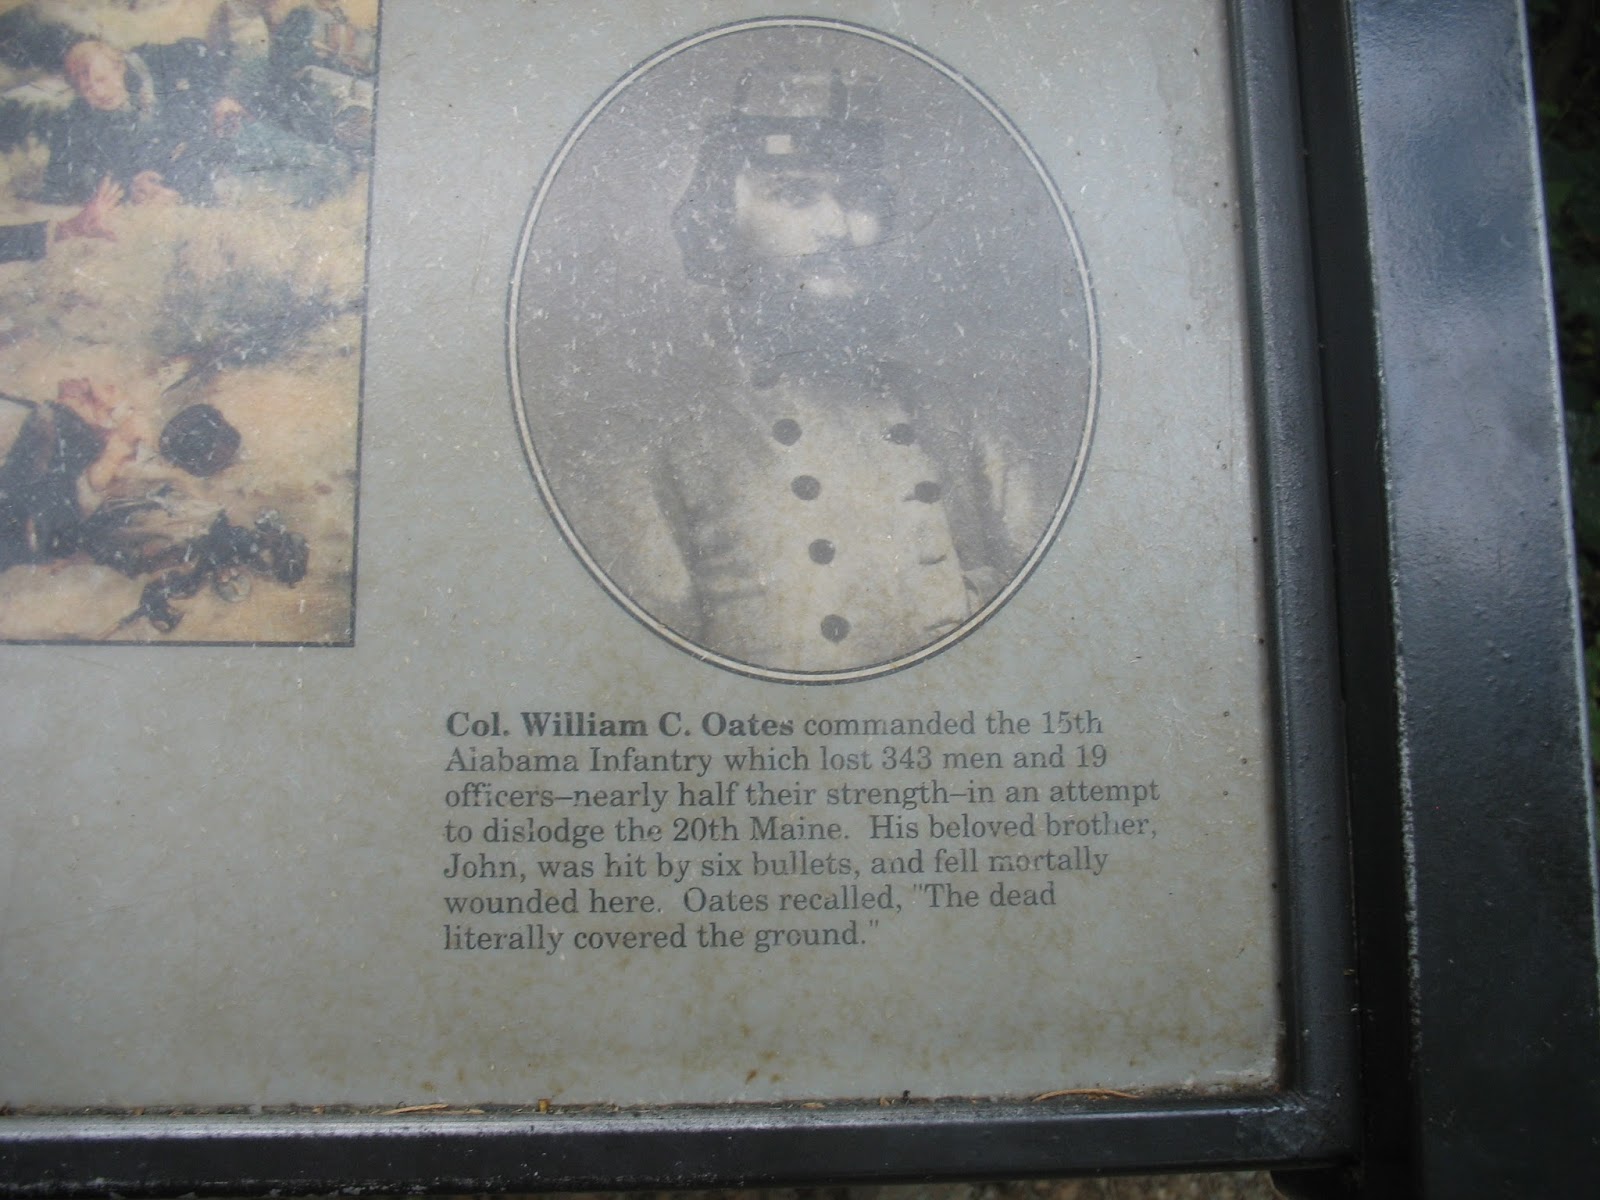 Col. William C. Oates commanded the 15th
Alabama Infantry which lost 343 men and 19
officers–nearly half their strength–in an attempt
to dislodge the 20th Maine. His beloved brother,
John, was hit by six bullets, and fell mortally
wounded here. Oates recalled, "The dead
literally covered the ground."